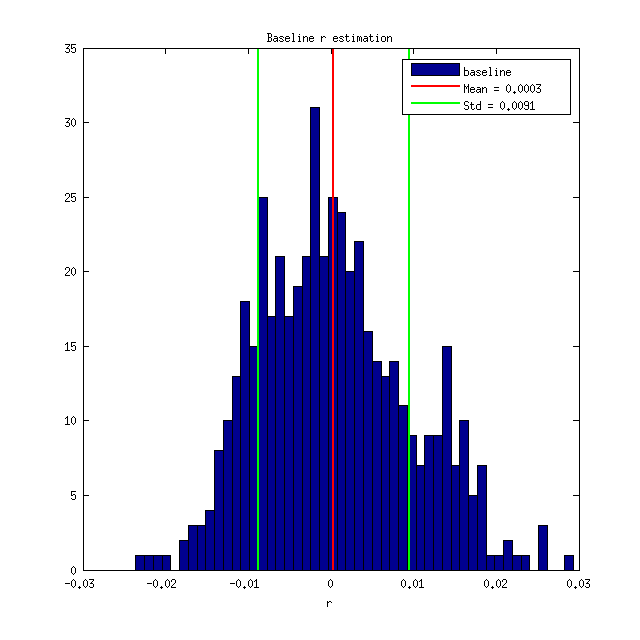 Baseline r estimation
baseline
Mean = 0.0003
Std = 0.0091
35
30
25
20
15
10
5
0
-0.03 -0.02 -0.01 0 0.01 0.02 0.03
r